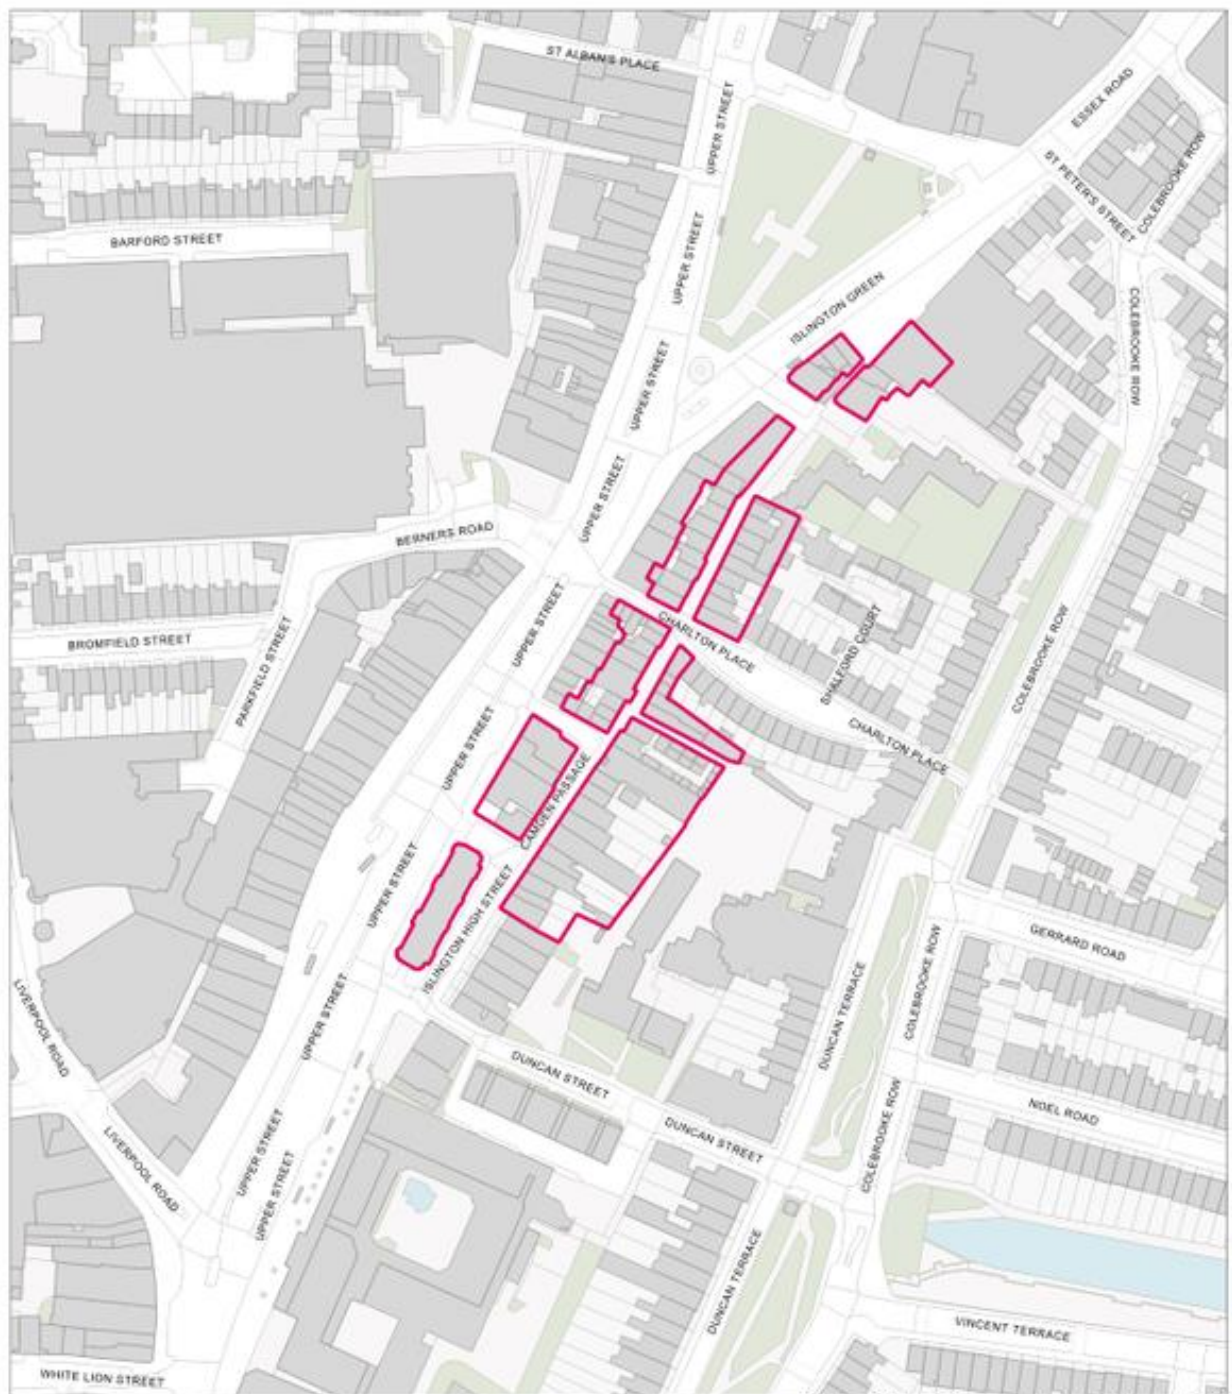 ST ALBANS PLACE
UPPER STREET
ESSEX ROAD
ST PETER'S STREET
COLEBROOKE ROW
BARFORD STREET
UPPER STREET
ISLINGTON GREEN
COLEBROOKE ROW
UPPER STREET
UPPER STREET
BERNERS ROAD
BROMFIELD STREET
PARKFIELD STREET
UPPER STREET
CHARLTON PLACE
SHALFORD COURT
COLEBROOKE ROW
UPPER STREET
CHARLTON PLACE
CAMDEN PASSAGE
UPPER STREET
ISLINGTON HIGH STREET
GERRARD ROAD
LIVERPOOL ROAD
UPPER STREET
DUNCAN TERRACE
COLEBROOKE ROW
DUNCAN STREET
NOEL ROAD
LIVERPOOL ROAD
UPPER STREET
UPPER STREET
DUNCAN STREET
COLEBROOKE ROW
DUNCAN TERRACE
VINCENT TERRACE
WHITE LION STREET